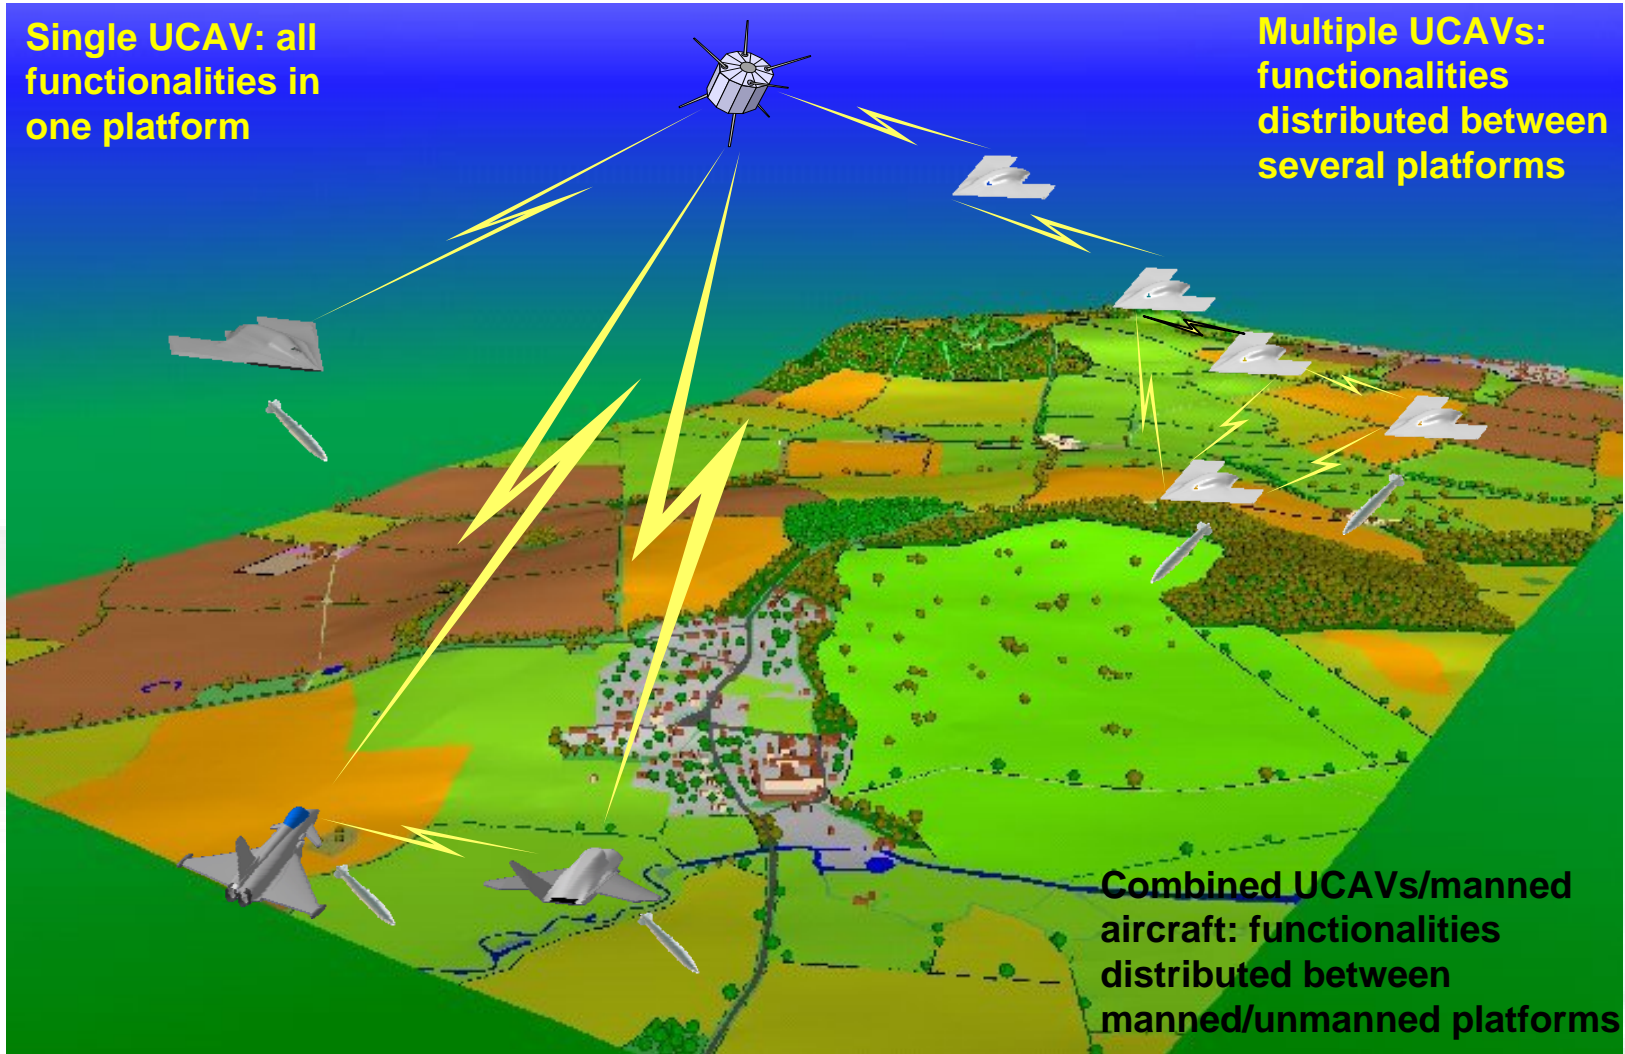 Single UCAV: all
functionalities in
one platform
Multiple UCAVs:
functionalities
distributed between
several platforms
Combined UCAVs/manned
aircraft: functionalities
distributed between
manned/unmanned platforms